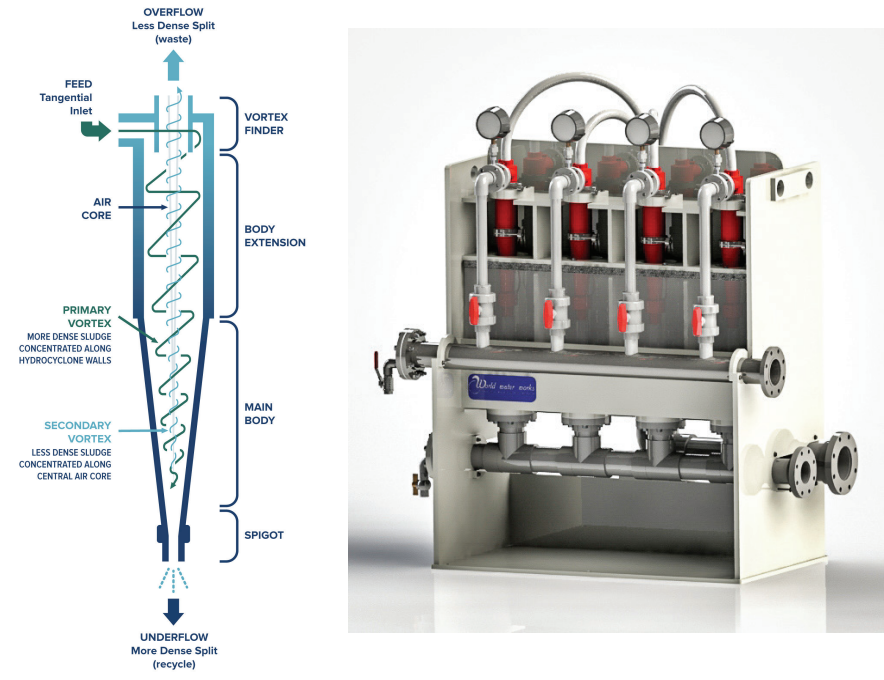 OVERFLOW
Less Dense Split
(waste)
FEED
Tangential
Inlet
VORTEX
FINDER
AIR
CORE
BODY
EXTENSION
PRIMARY
VORTEX
MORE DENSE SLUDGE
CONCENTRATED ALONG
HYDROCYCLONE WALLS
SECONDARY
VORTEX
LESS DENSE SLUDGE
CONCENTRATED ALONG
CENTRAL AIR CORE
MAIN
BODY
SPIGOT
UNDERFLOW
More Dense Split
(recycle)
World water works